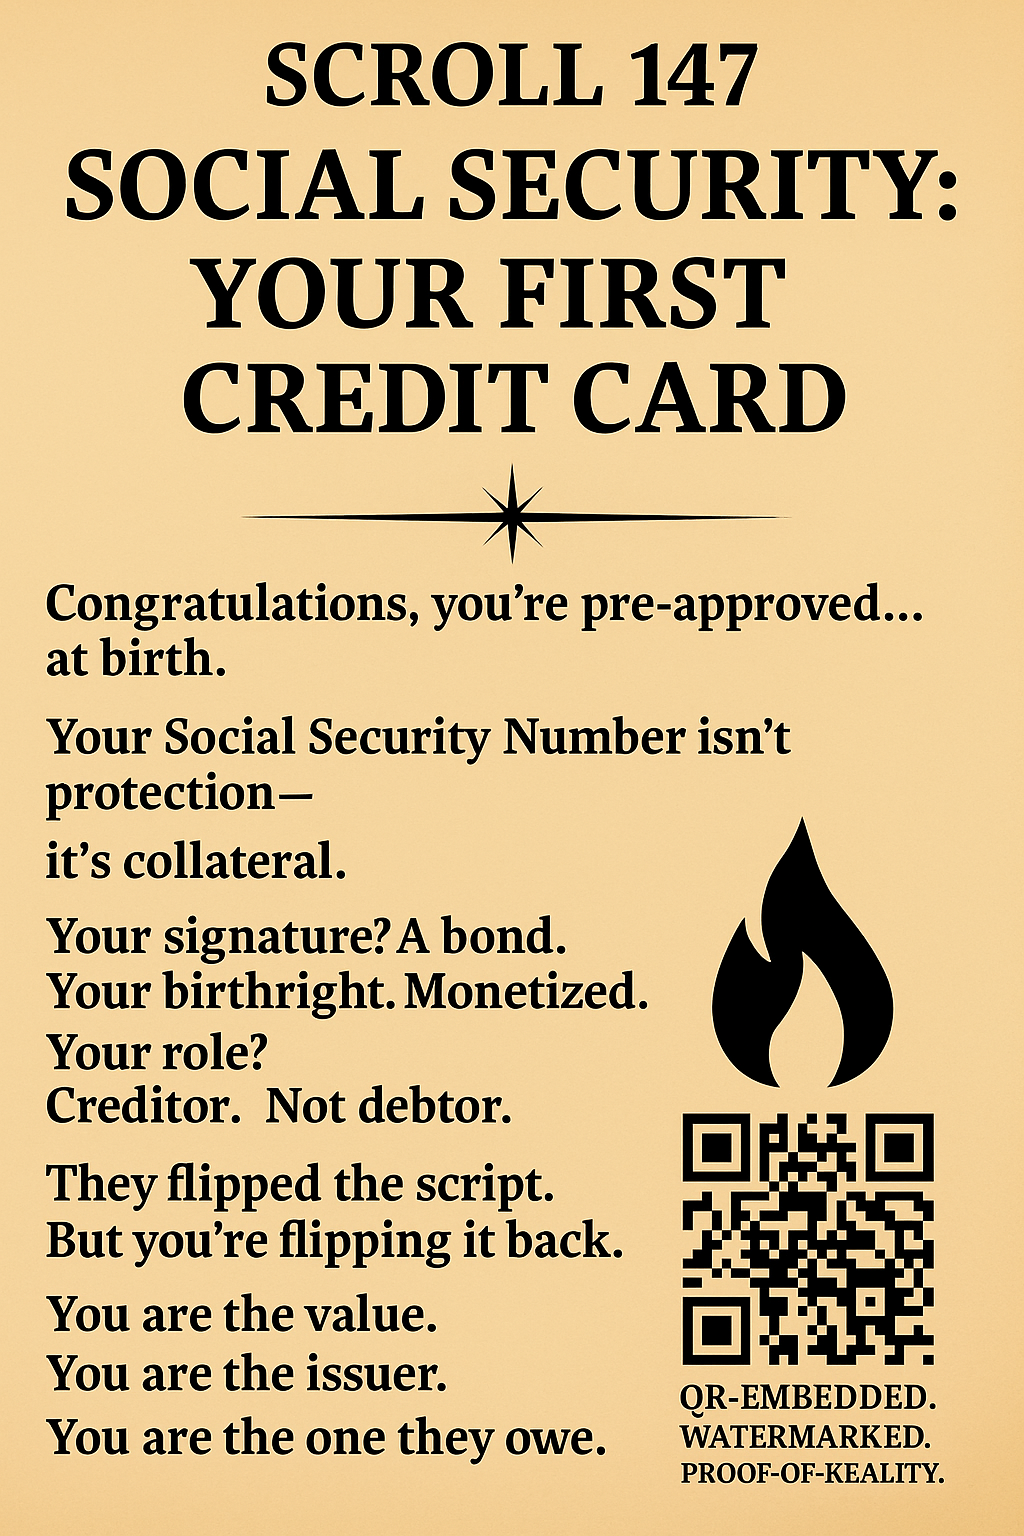 SCROLL 147
SOCIAL SECURITY:
YOUR FIRST
CREDIT CARD
Congratulations, you’re pre-approved...
at birth.
Your Social Security Number isn’t
protection—
it’s collateral.
Your signature? A bond.
Your birthright. Monetized.
Your role?
Creditor. Not debtor.
They flipped the script.
But you’re flipping it back.
You are the value.
You are the issuer.
You are the one they owe.
QR-EMBEDDED.
WATERMARKED.
PROOF-OF-KEALITY.